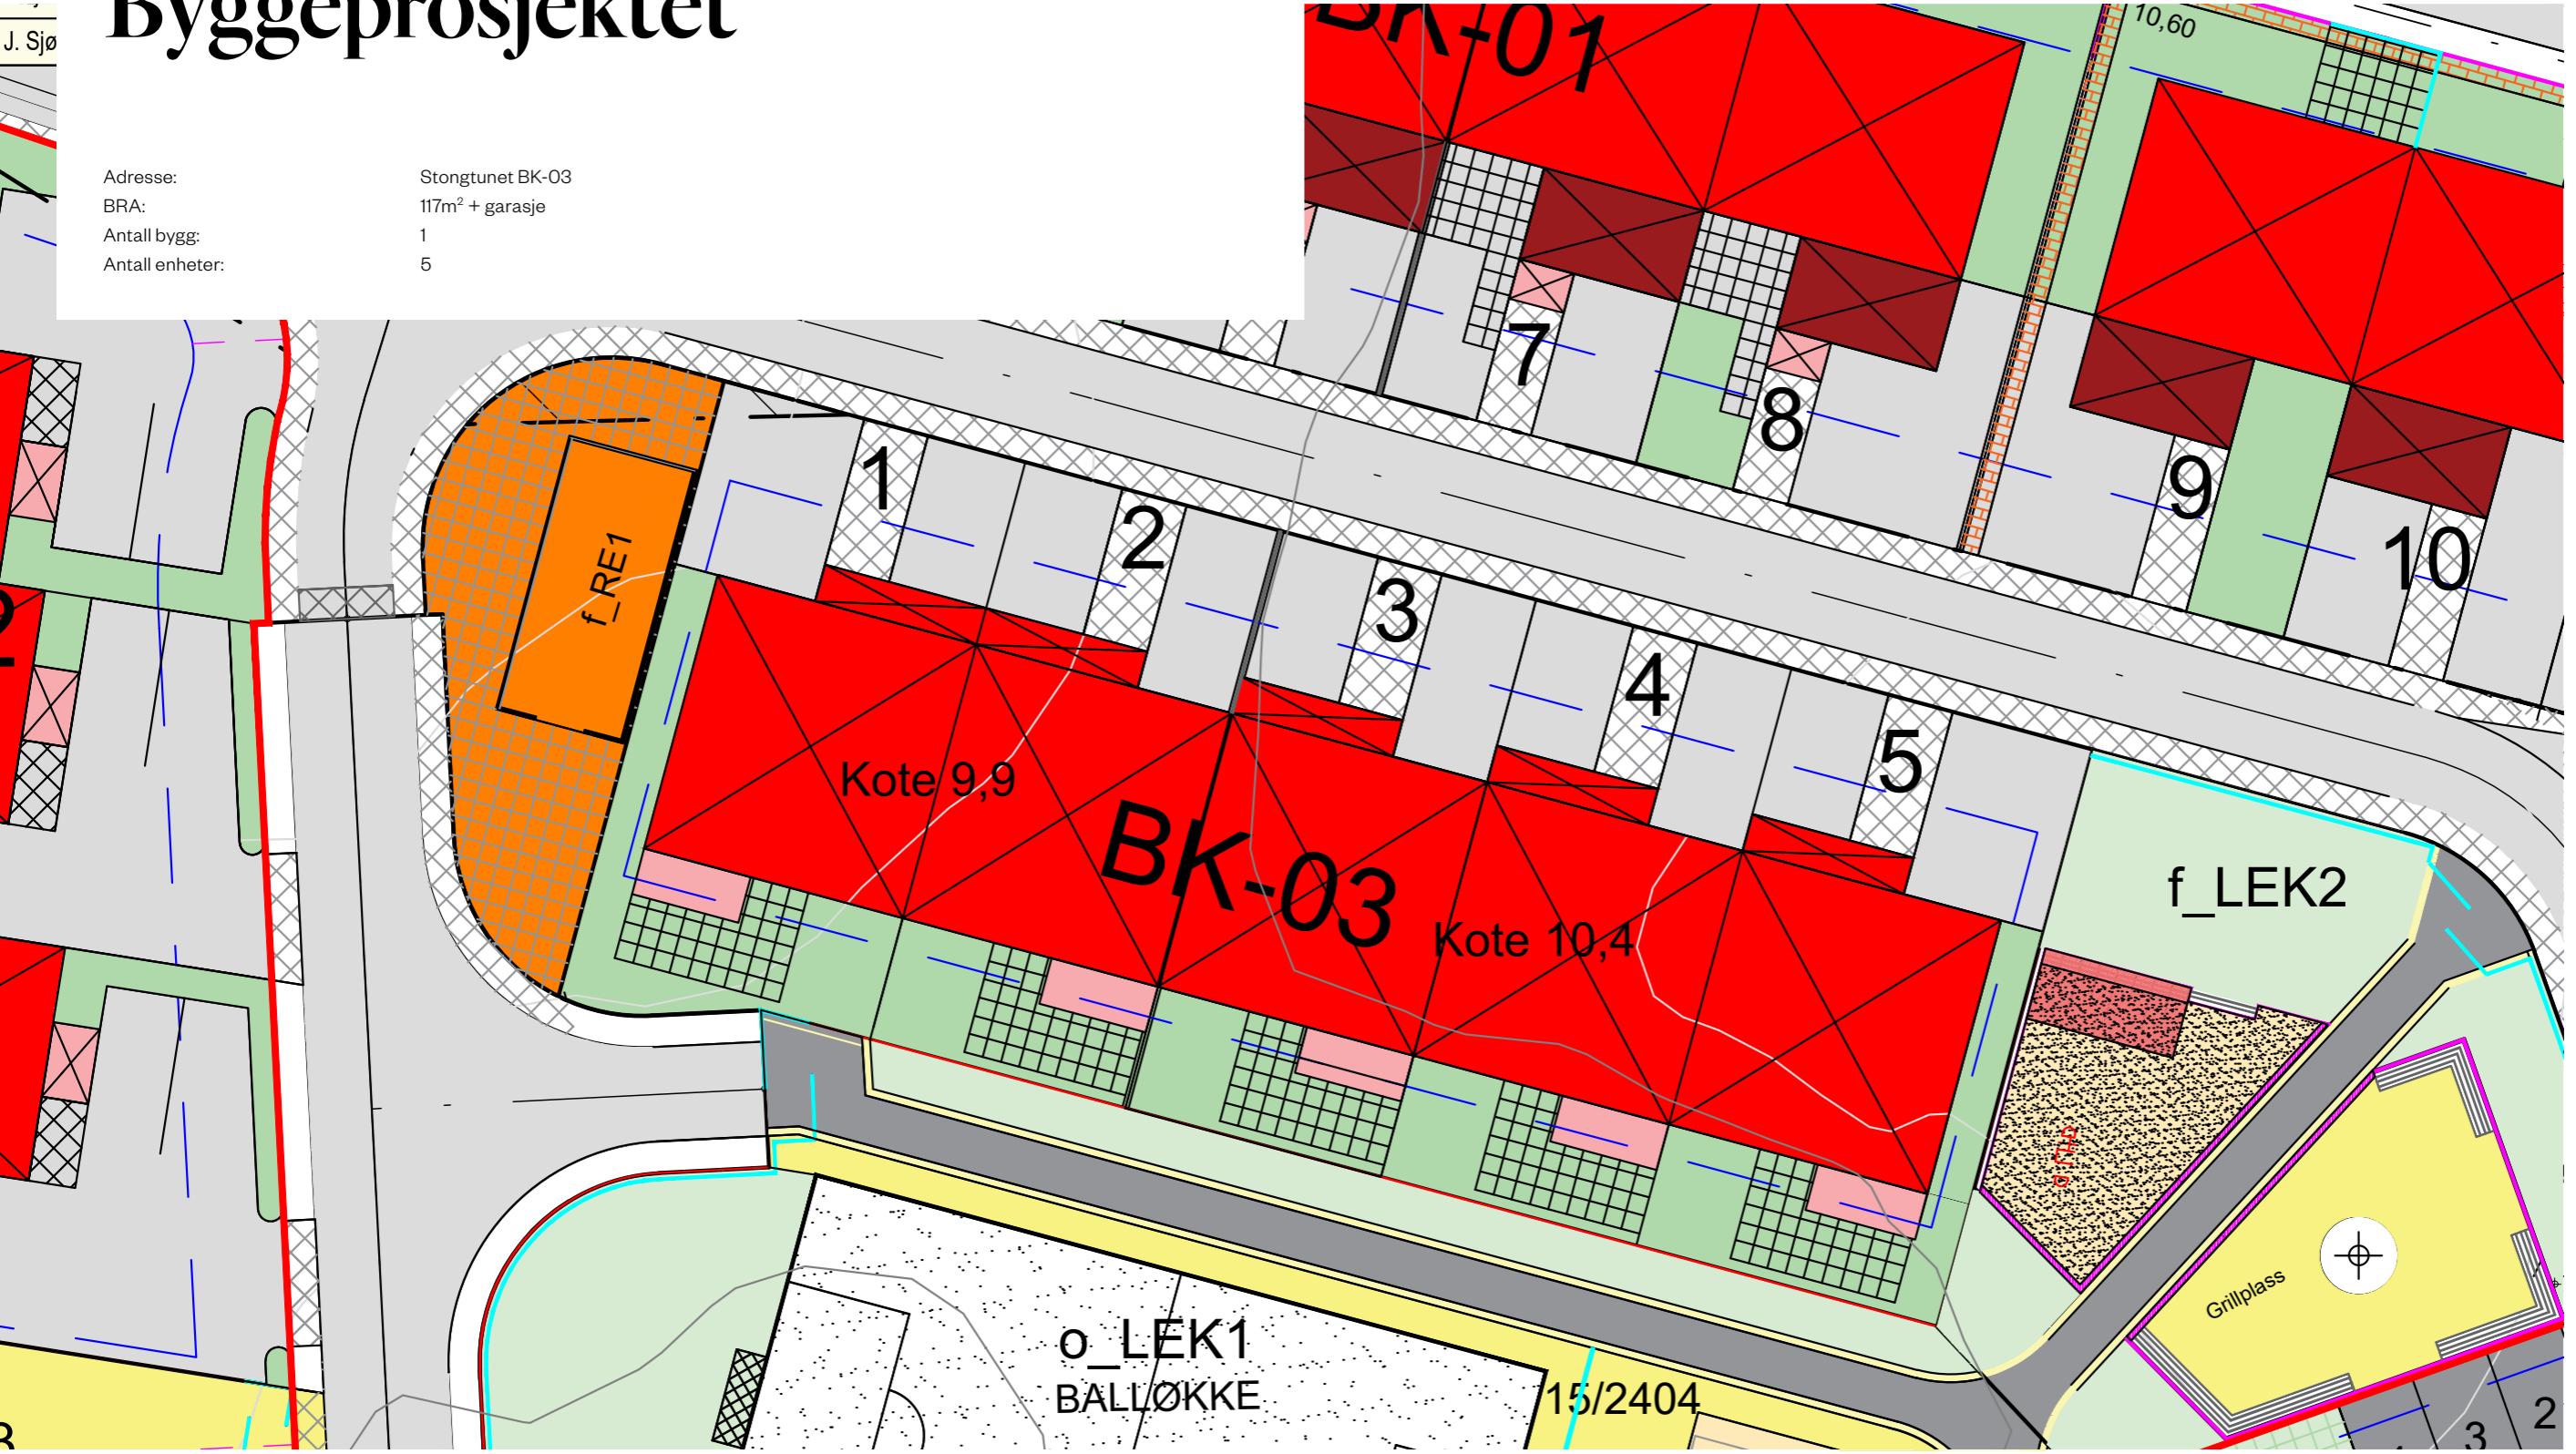 Byggeprosjektet
J. Sjø
Adresse: Stongtunet BK-03
BRA: 117m² + garasje
Antall bygg: 1
Antall enheter: 5
BK-01
10,60
7
8
9
10
1
2
3
4
5
f_RE1
Kote 9,9
BK-03
Kote 10,4
f_LEK2
Grillplass
o_LEK1
BALLØKKE
15/2404
3
2